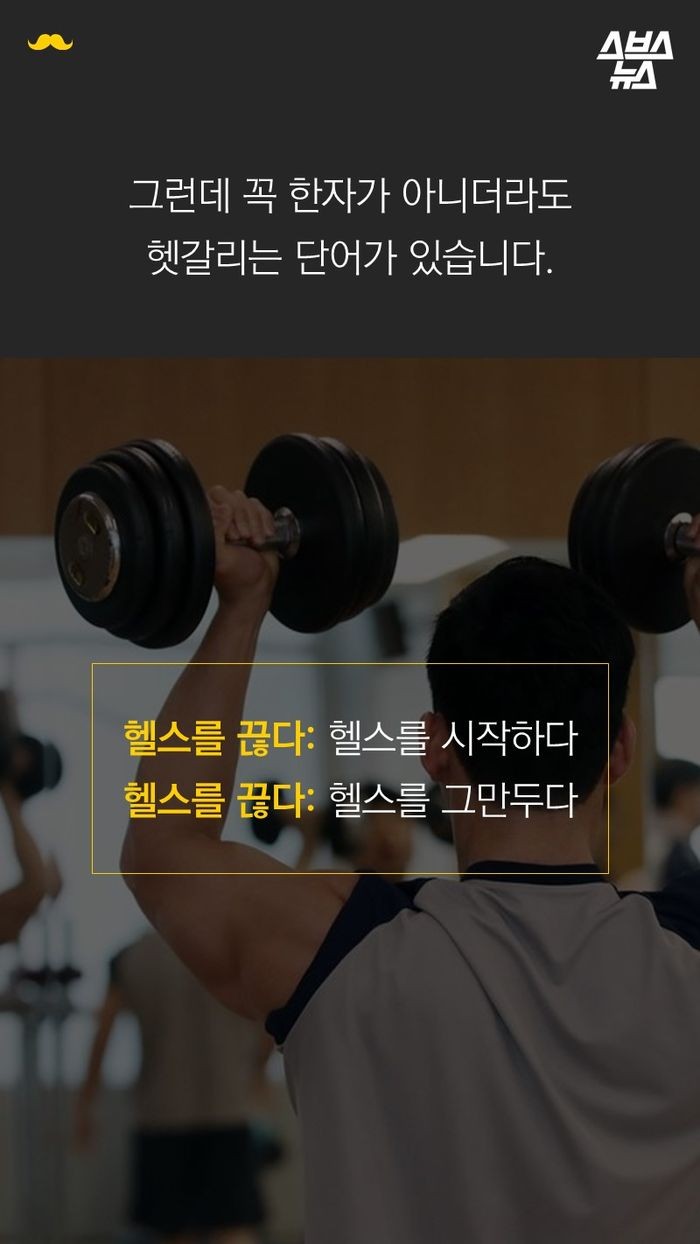 스브스
뉴스
그런데 꼭 한자가 아니더라도
헷갈리는 단어가 있습니다.
헬스를 끊다: 헬스를 시작하다
헬스를 끊다: 헬스를 그만두다